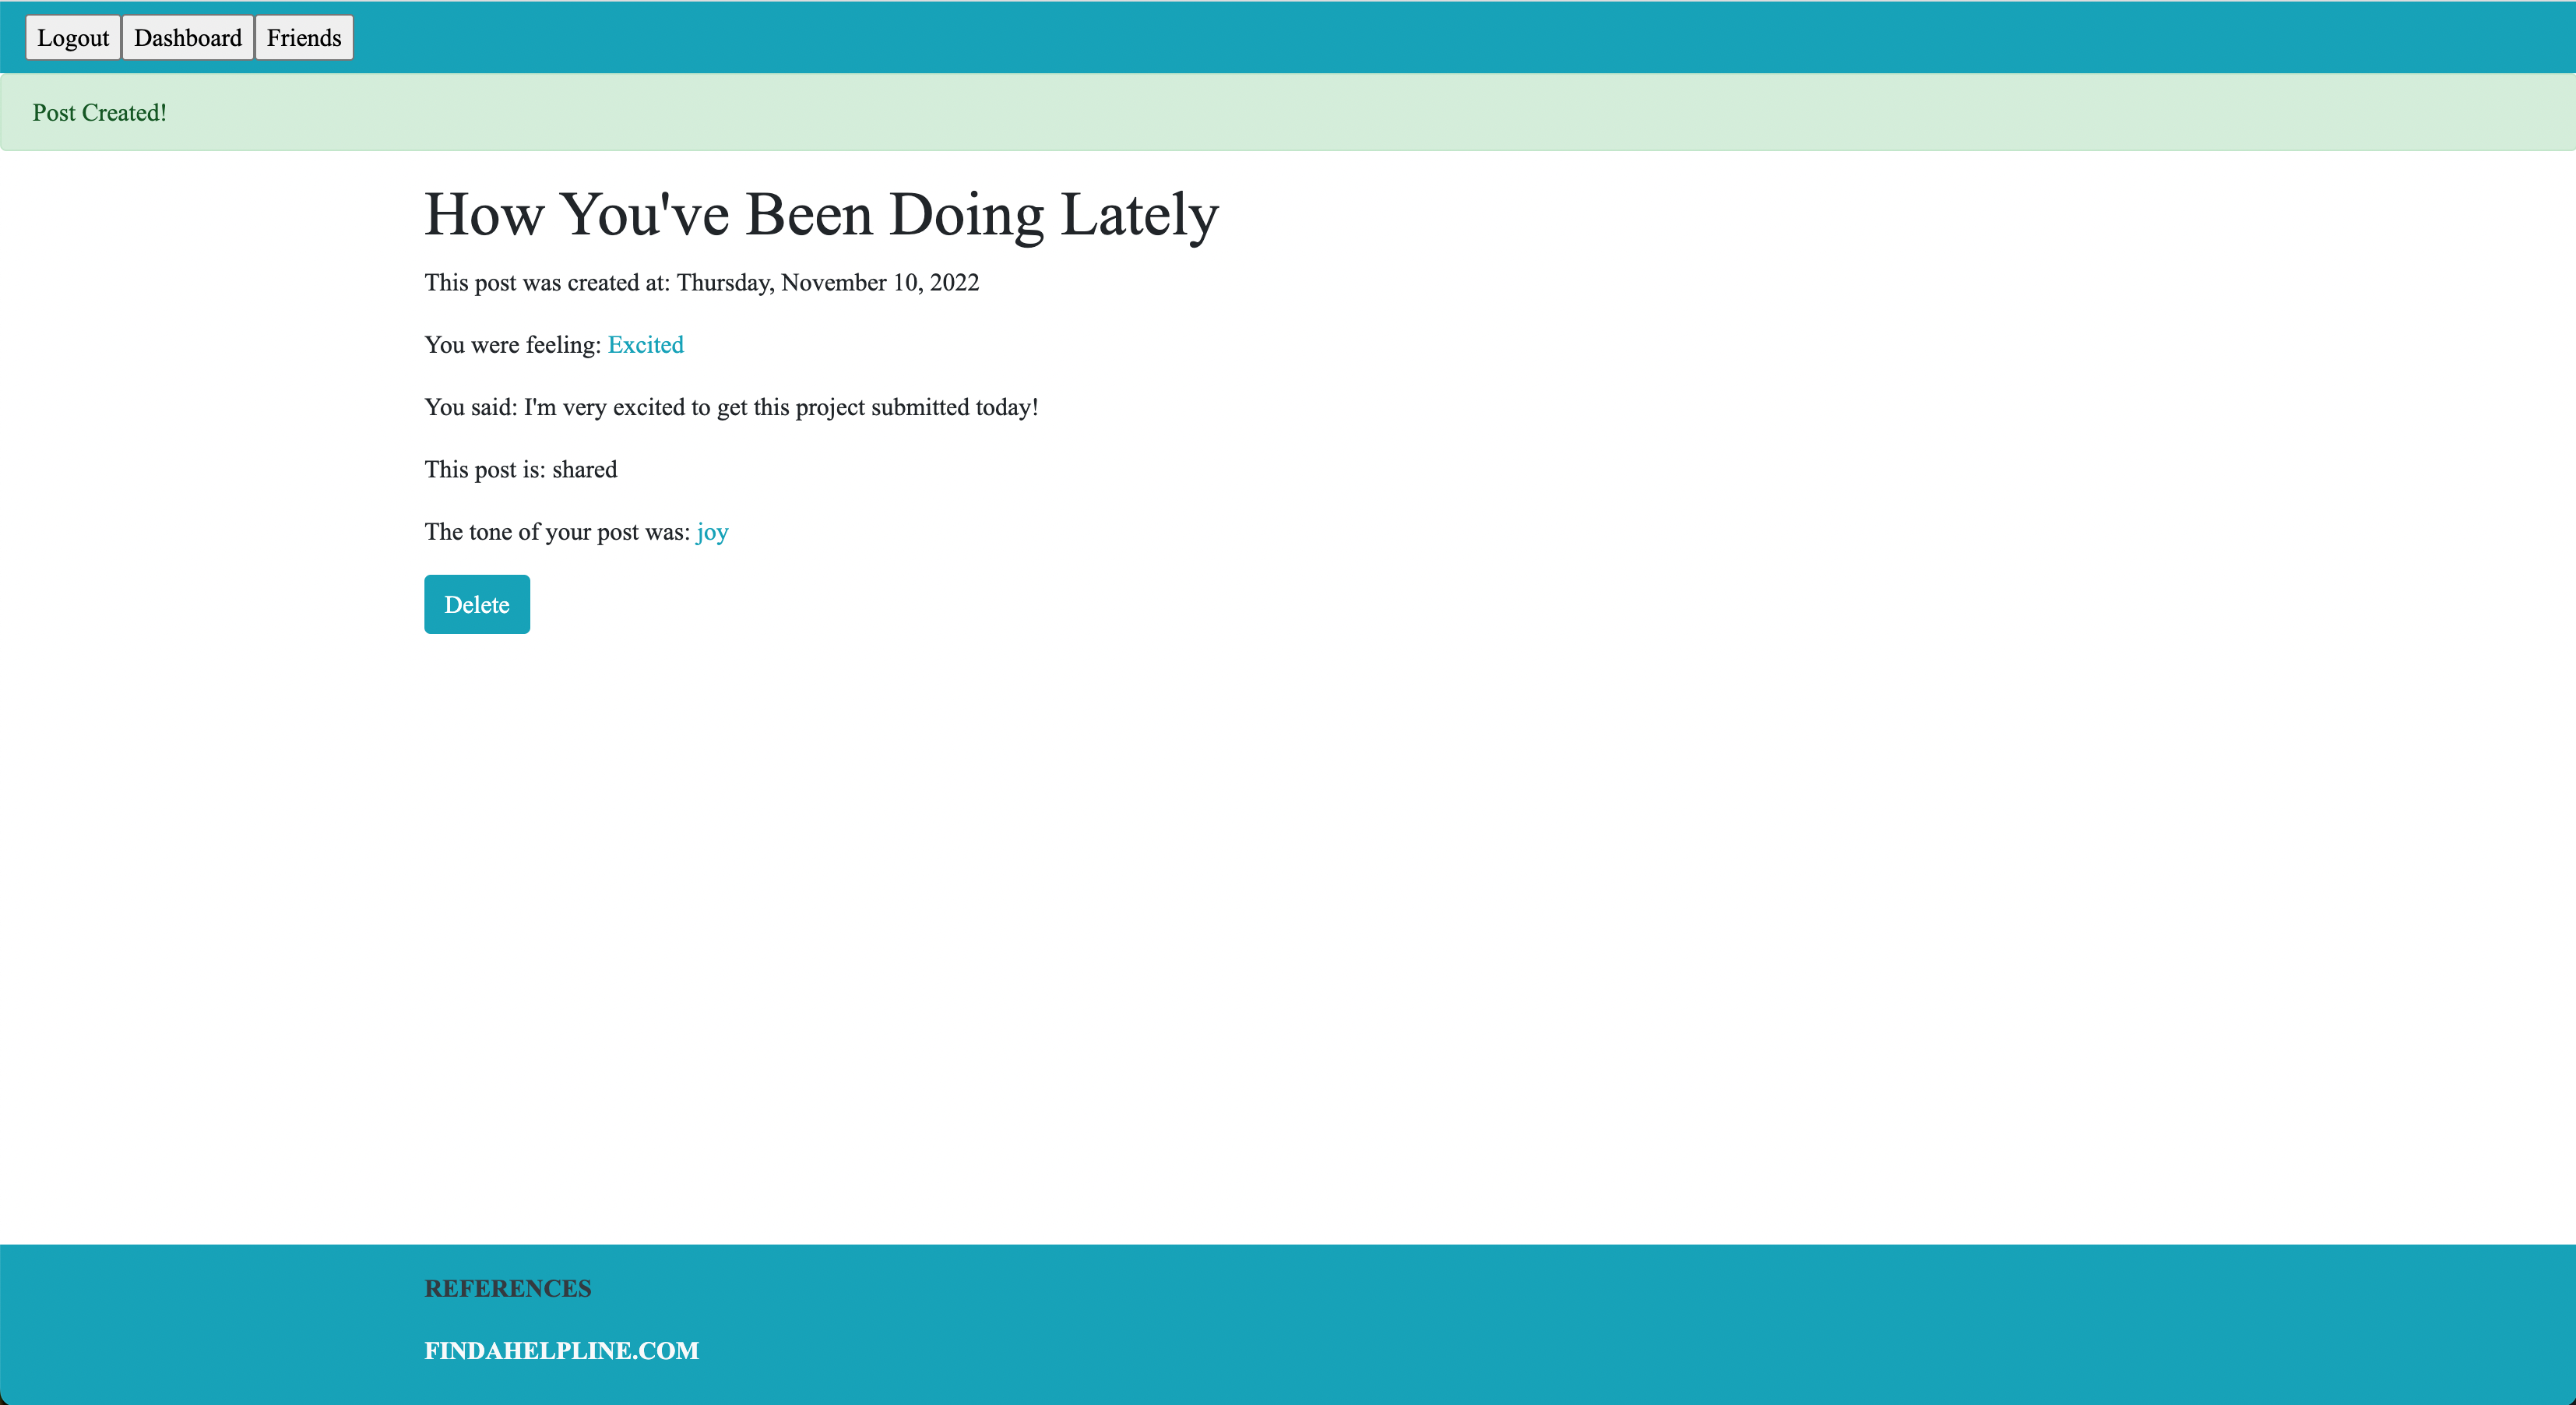 Logout Dashboard Friends
Post Created!
How You've Been Doing Lately
This post was created at: Thursday, November 10, 2022
You were feeling: Excited
You said: I'm very excited to get this project submitted today!
This post is: shared
The tone of your post was: joy
Delete
REFERENCES
FINDAHELPLINE.COM